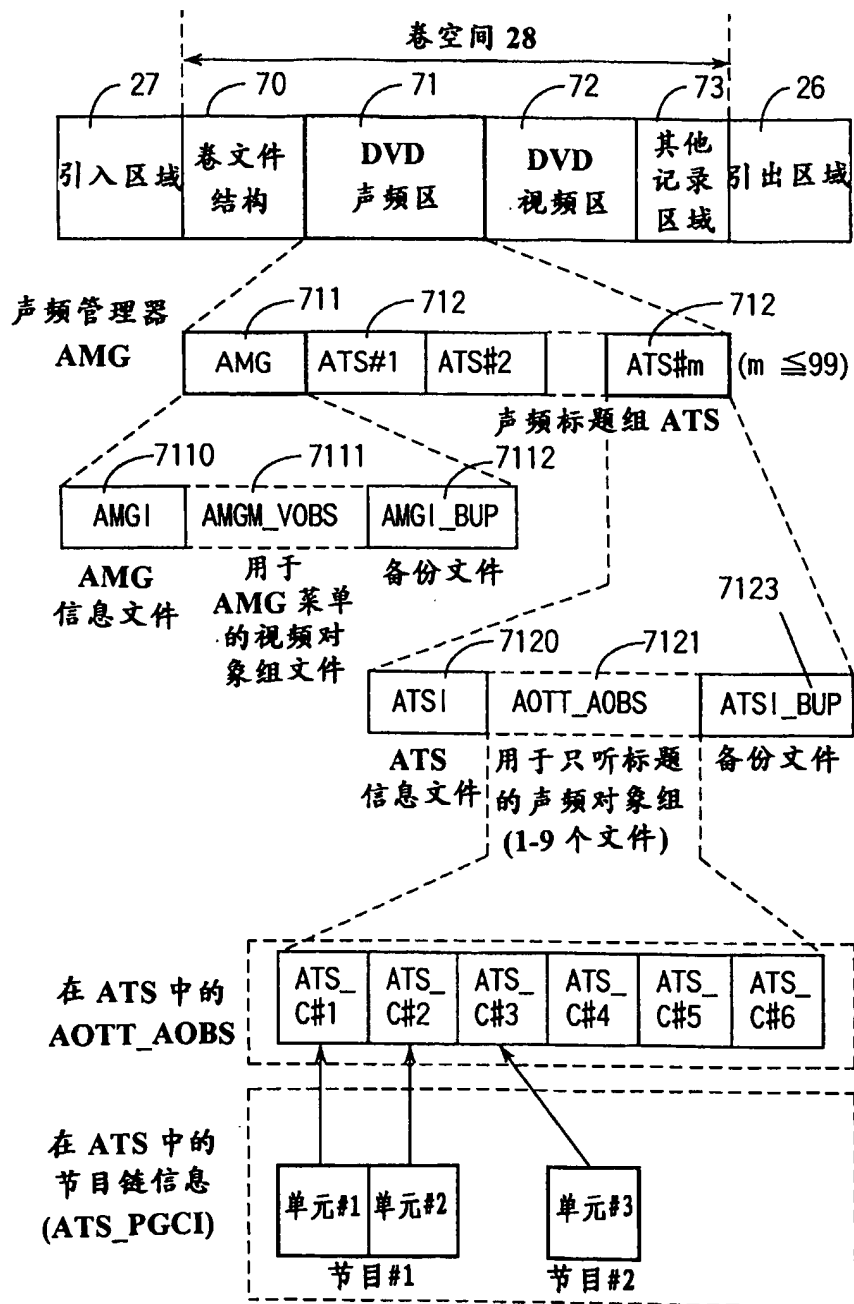 卷空间 28
27 70 71 72 73 26
引入区域
卷文件
结构
DVD
声频区
DVD
视频区
其他
记录
区域
引出区域
声频管理器
AMG
711 712 712
AMG ATS#1 ATS#2 ATS#m (m ≦99)
声频标题组 ATS
7110 7111 7112
AMGI AMGM_VOBS AMGI_BUP
AMG
信息文件
用于
AMG 菜单
的视频对
象组文件
备份文件
7123
7120 7121
ATSI AOTT_AOBS ATSI_BUP
ATS
信息文件
用于只听标题
的声频对象组
(1-9 个文件)
备份文件
在 ATS 中的
AOTT_AOBS
ATS_
C#1
ATS_
C#2
ATS_
C#3
ATS_
C#4
ATS_
C#5
ATS_
C#6
在 ATS 中的
节目链信息
(ATS_PGCI)
单元#1 单元#2 单元#3
节目#1 节目#2